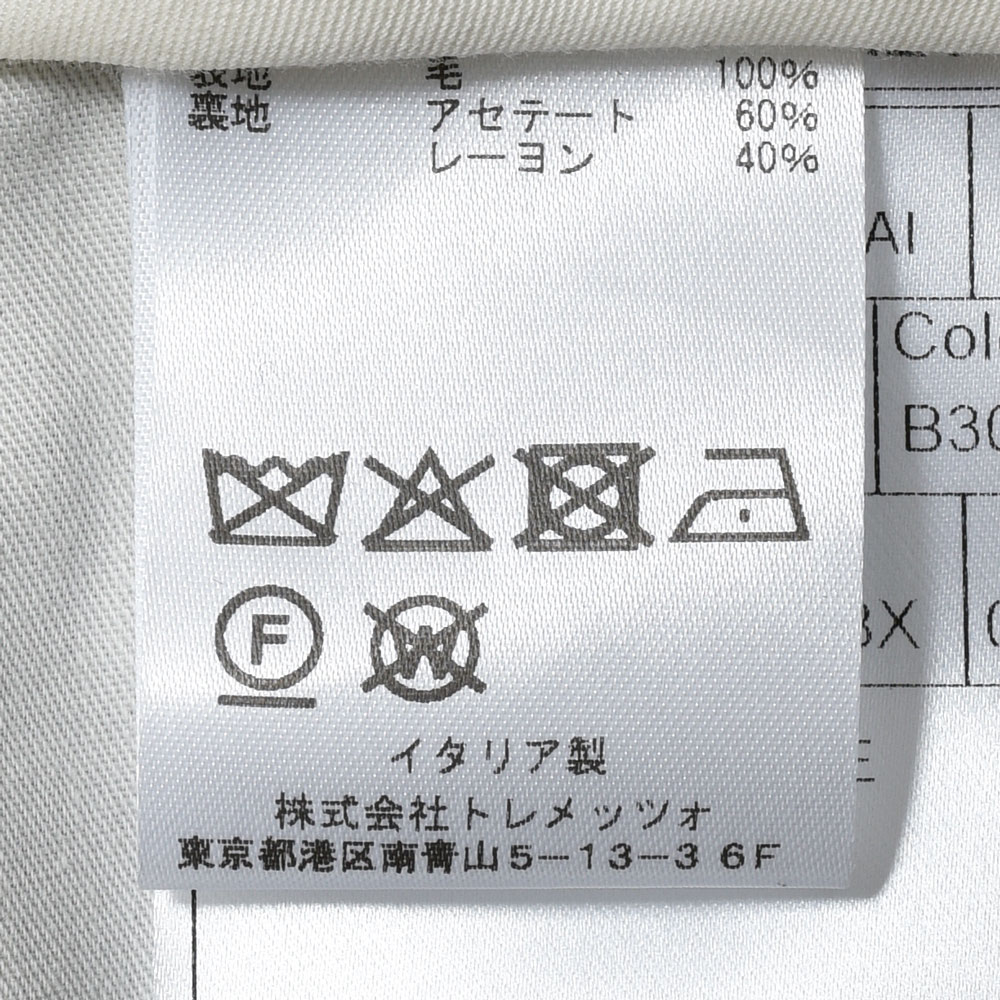 表地 毛 100%
裏地 アセテート 60%
レーヨン 40%
AI
B30
3X
F
W
イタリア製
株式会社トレメッツォ
東京都港区南青山5-13-3 6F
E